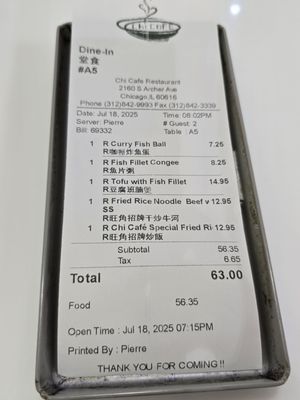 Dine-In
堂食
#A5
Chi Cafe Restaurant
2160 S Archer Ave
Chicago,IL 60616
Phone (312)842-9993 Fax (312)842-3339
Date: Jul 18, 2025 Time: 08:02PM
Server: Pierre # Guest: 2
Bill: 69332 Table : A5
1 R Curry Fish Ball 7.25
R咖喱炸魚蛋
1 R Fish Fillet Congee 8.25
R魚片粥
1 R Tofu with Fish Fillet 14.95
R豆腐班腩煲
1 R Fried Rice Noodle Beef w 12.95
SS
R旺角招牌干炒牛河
1 R Chi Café Special Fried Ri 12.95
R旺角招牌炒飯
Subtotal 56.35
Tax 6.65
Total 63.00
Food 56.35
Open Time : Jul 18, 2025 07:15PM
Printed By : Pierre
THANK YOU FOR COMING !!